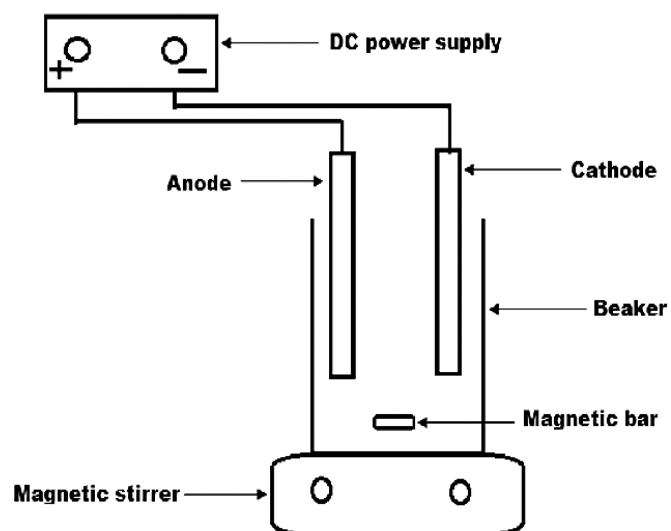 DC power supply
+ −
Anode
Cathode
Beaker
Magnetic bar
Magnetic stirrer